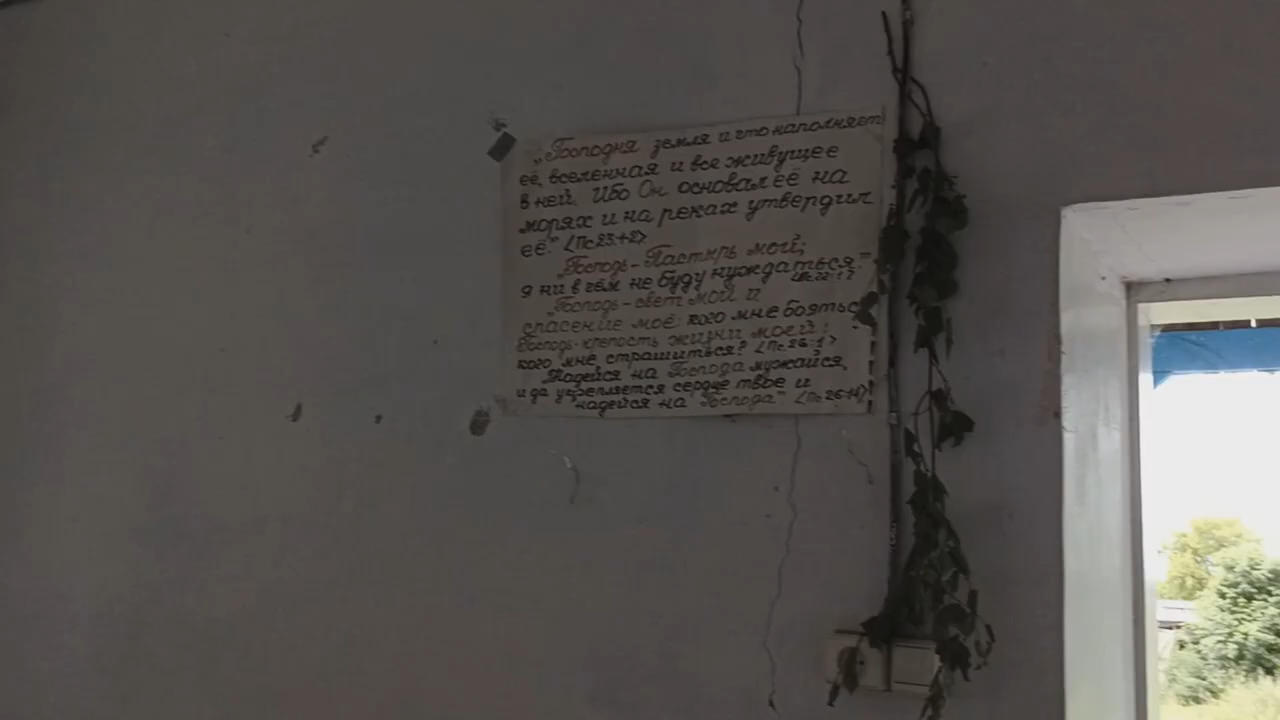 „Господня земля и что наполняет
её, вселенная и все живущее
в ней. Ибо Он основал её на
морях и на реках утвердил
её.“ <Пс 23:1+2>
„Господь-Пастырь мой;
я ни в чём не буду нуждаться.“
„Господь-свет мой и
спасение моё: кого мне боятьс
Господь-крепость жизни моей:
кого мне страшиться? <Пс 26:1>
Надейся на Господа мужайся,
и да укрепляется сердце твое и
надейся на Господа“ <Пс 26:14>